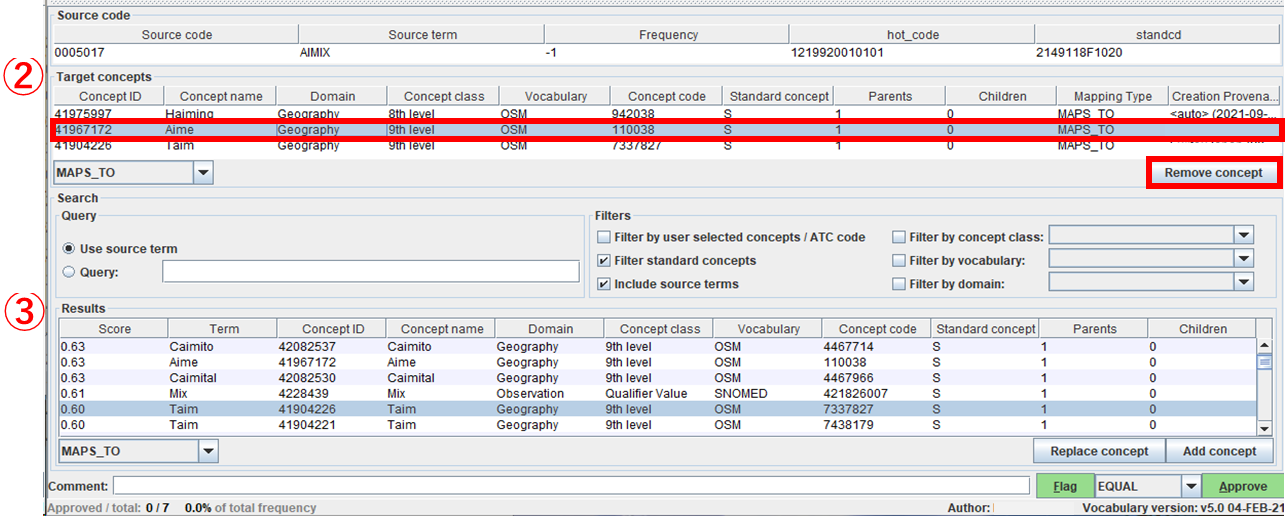 Source code
Source code Source term Frequency hot_code standcd
0005017 AIMIX -1 1219920010101 2149118F1020
②
Target concepts
Concept ID Concept name Domain Concept class Vocabulary Concept code Standard concept Parents Children Mapping Type Creation Provena...
41975997 Haiming Geography 8th level OSM 942038 S 1 0 MAPS_TO <auto> (2021-09-...
41967172 Aime Geography 9th level OSM 110038 S 1 0 MAPS_TO
41904226 Taim Geography 9th level OSM 7337827 S 1 0 MAPS_TO
MAPS_TO Remove concept
Search
Query Filters
Use source term Filter by user selected concepts / ATC code Filter by concept class:
Query: Filter standard concepts Filter by vocabulary:
Include source terms Filter by domain:
③
Results
Score Term Concept ID Concept name Domain Concept class Vocabulary Concept code Standard concept Parents Children
0.63 Caimito 42082537 Caimito Geography 9th level OSM 4467714 S 1 0
0.63 Aime 41967172 Aime Geography 9th level OSM 110038 S 1 0
0.63 Caimital 42082530 Caimital Geography 9th level OSM 4467966 S 1 0
0.61 Mix 4228439 Mix Observation Qualifier Value SNOMED 421826007 S 1 0
0.60 Taim 41904226 Taim Geography 9th level OSM 7337827 S 1 0
0.60 Taim 41904221 Taim Geography 9th level OSM 7438179 S 1 0
MAPS_TO Replace concept Add concept
Comment: Flag EQUAL Approve
Approved / total: 0 / 7 0.0% of total frequency Author: Vocabulary version: v5.0 04-FEB-21